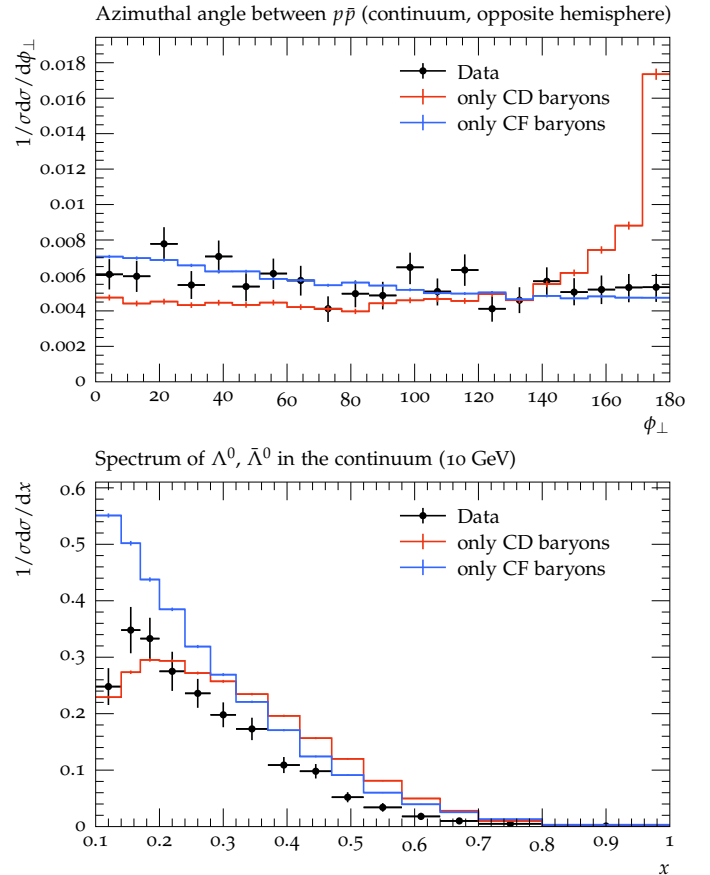 Azimuthal angle between pp̄ (continuum, opposite hemisphere)
1/σdσ/dϕ⊥
0.018
0.016
0.014
0.012
0.01
0.008
0.006
0.004
0.002
0
Data
only CD baryons
only CF baryons
0 20 40 60 80 100 120 140 160 180
ϕ⊥
Spectrum of Λ⁰, Λ̄⁰ in the continuum (10 GeV)
1/σdσ/dx
0.6
0.5
0.4
0.3
0.2
0.1
0
Data
only CD baryons
only CF baryons
0.1 0.2 0.3 0.4 0.5 0.6 0.7 0.8 0.9 1
x